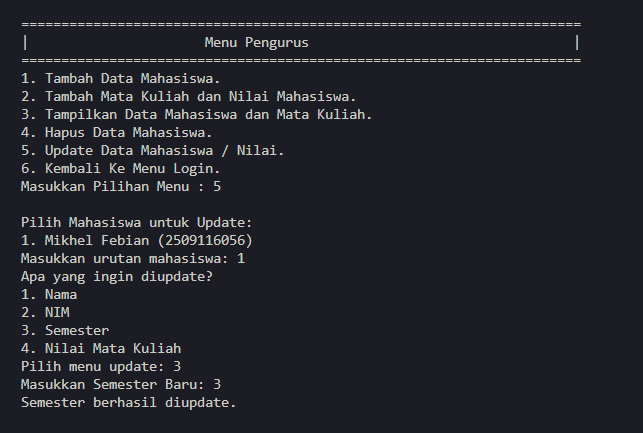 ======================================================================
|                      Menu Pengurus                                 |
======================================================================
1. Tambah Data Mahasiswa.
2. Tambah Mata Kuliah dan Nilai Mahasiswa.
3. Tampilkan Data Mahasiswa dan Mata Kuliah.
4. Hapus Data Mahasiswa.
5. Update Data Mahasiswa / Nilai.
6. Kembali Ke Menu Login.
Masukkan Pilihan Menu : 5

Pilih Mahasiswa untuk Update:
1. Mikhel Febian (2509116056)
Masukkan urutan mahasiswa: 1
Apa yang ingin diupdate?
1. Nama
2. NIM
3. Semester
4. Nilai Mata Kuliah
Pilih menu update: 3
Masukkan Semester Baru: 3
Semester berhasil diupdate.